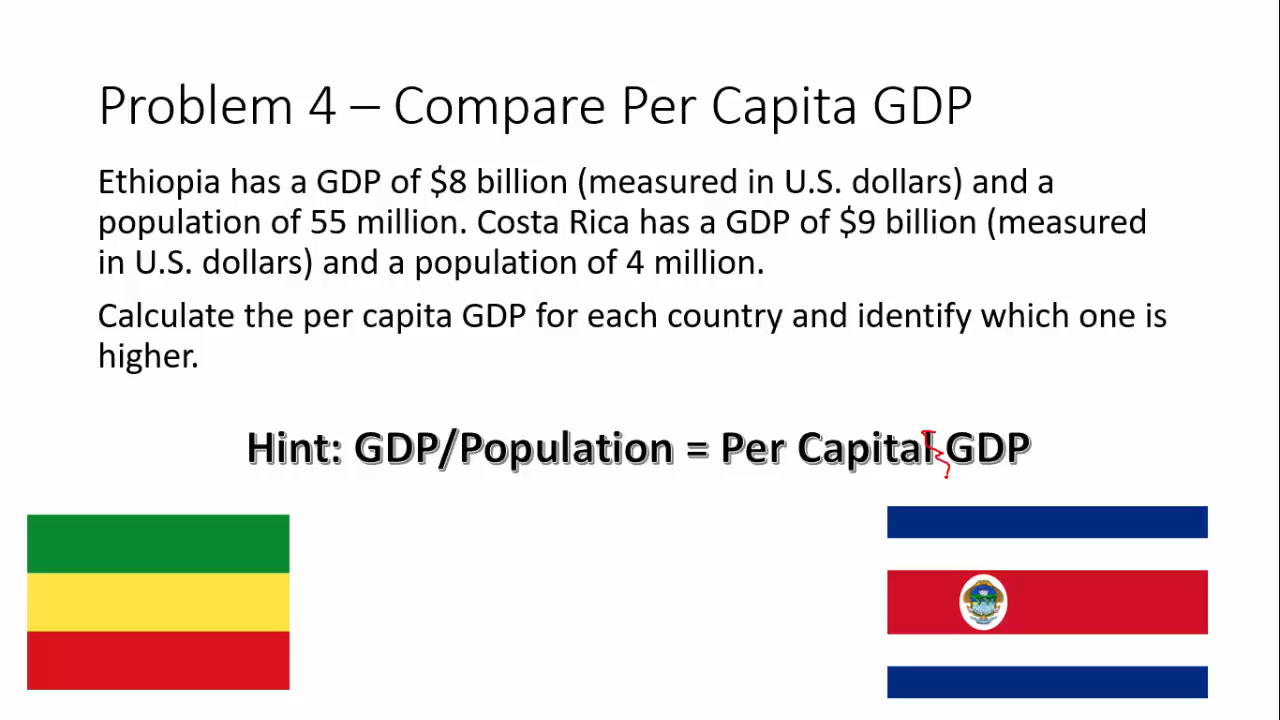 Problem 4 – Compare Per Capita GDP
Ethiopia has a GDP of $8 billion (measured in U.S. dollars) and a
population of 55 million. Costa Rica has a GDP of $9 billion (measured
in U.S. dollars) and a population of 4 million.
Calculate the per capita GDP for each country and identify which one is
higher.
Hint: GDP/Population = Per Capital GDP